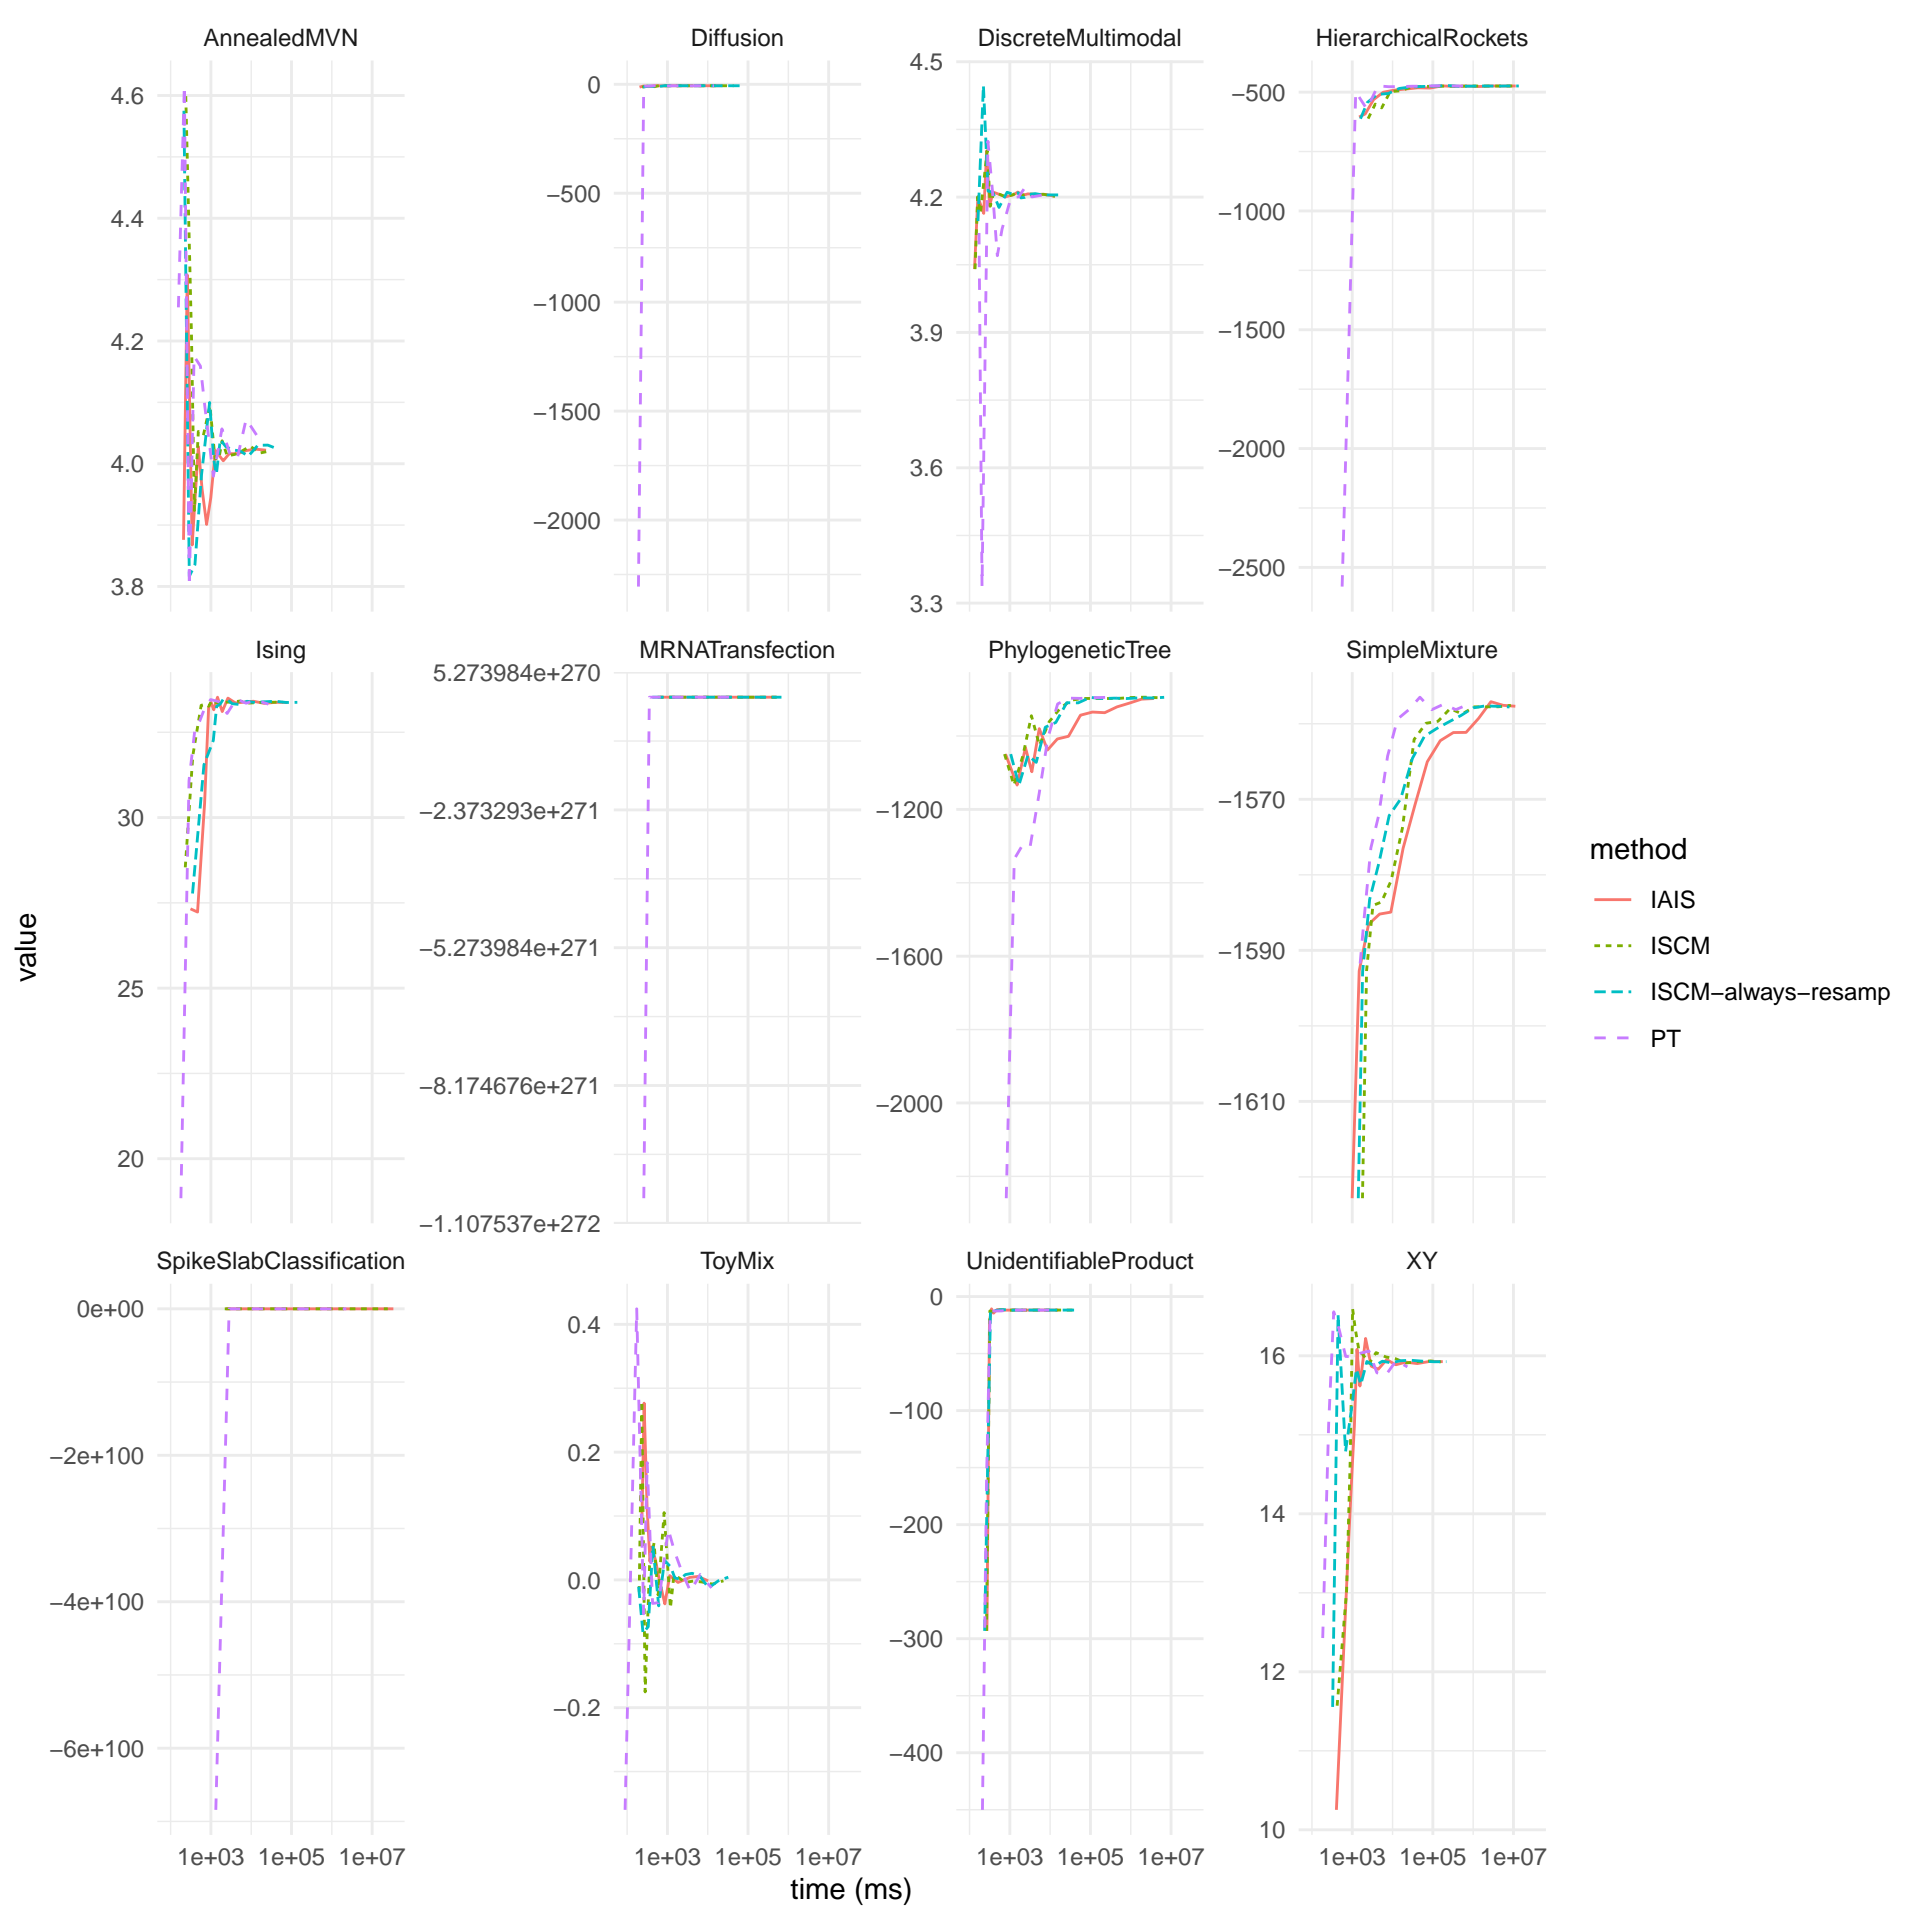 AnnealedMVN
Diffusion
DiscreteMultimodal
HierarchicalRockets
4.6
4.4
4.2
4.0
3.8
0
−500
−1000
−1500
−2000
4.5
4.2
3.9
3.6
3.3
−500
−1000
−1500
−2000
−2500
Ising
MRNATransfection
PhylogeneticTree
SimpleMixture
30
25
20
5.273984e+270
−2.373293e+271
−5.273984e+271
−8.174676e+271
−1.107537e+272
−1200
−1600
−2000
−1570
−1590
−1610
SpikeSlabClassification
ToyMix
UnidentifiableProduct
XY
0e+00
−2e+100
−4e+100
−6e+100
0.4
0.2
0.0
−0.2
0
−100
−200
−300
−400
16
14
12
10
1e+03 1e+05 1e+07
1e+03 1e+05 1e+07
1e+03 1e+05 1e+07
1e+03 1e+05 1e+07
time (ms)
value
method
IAIS
ISCM
ISCM−always−resamp
PT